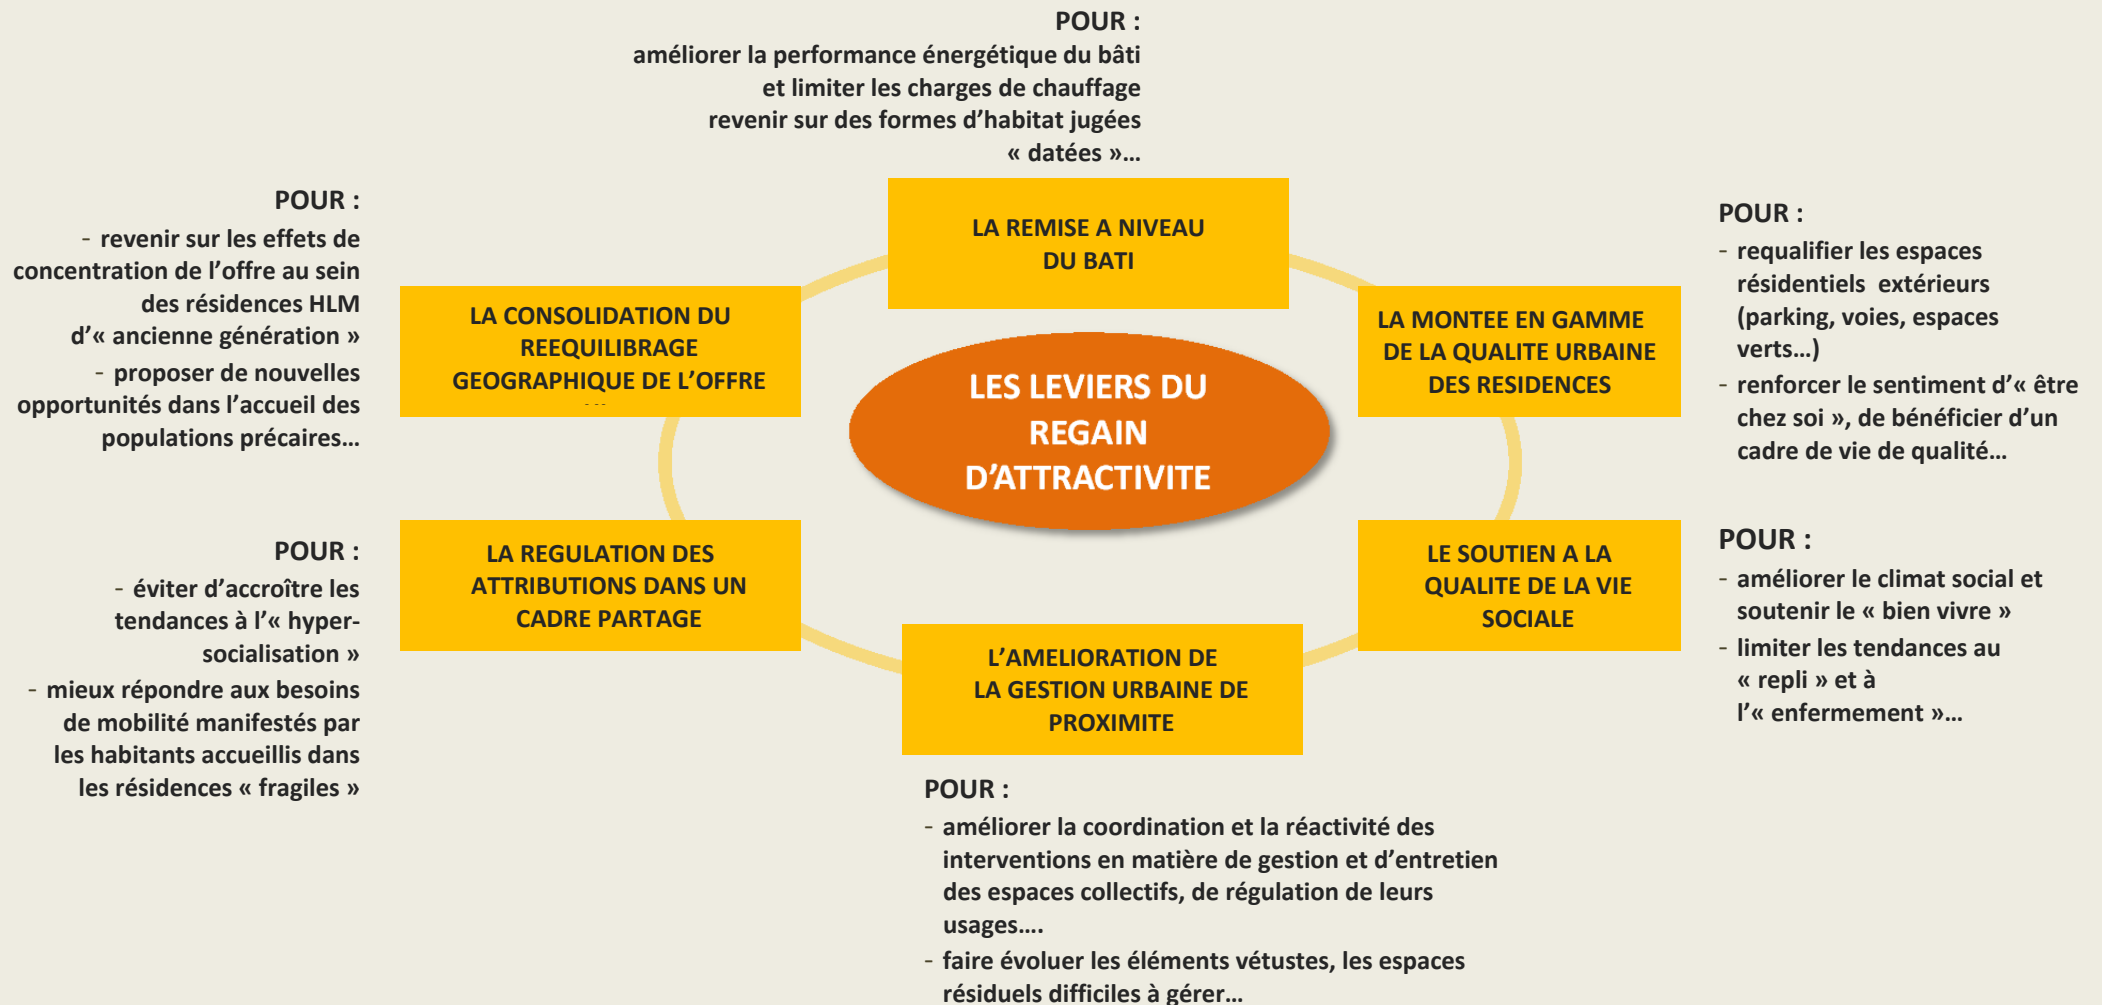 POUR :
améliorer la performance énergétique du bâti
et limiter les charges de chauffage
revenir sur des formes d’habitat jugées
« datées »…
LA REMISE A NIVEAU
DU BATI
POUR :
- requalifier les espaces
résidentiels extérieurs
(parking, voies, espaces
verts…)
- renforcer le sentiment d’« être
chez soi », de bénéficier d’un
cadre de vie de qualité…
LA MONTEE EN GAMME
DE LA QUALITE URBAINE
DES RESIDENCES
POUR :
- revenir sur les effets de
concentration de l’offre au sein
des résidences HLM
d’« ancienne génération »
- proposer de nouvelles
opportunités dans l’accueil des
populations précaires…
LA CONSOLIDATION DU
REEQUILIBRAGE
GEOGRAPHIQUE DE L’OFFRE
LES LEVIERS DU
REGAIN
D’ATTRACTIVITE
POUR :
- éviter d’accroître les
tendances à l’« hyper-
socialisation »
- mieux répondre aux besoins
de mobilité manifestés par
les habitants accueillis dans
les résidences « fragiles »
LA REGULATION DES
ATTRIBUTIONS DANS UN
CADRE PARTAGE
LE SOUTIEN A LA
QUALITE DE LA VIE
SOCIALE
POUR :
- améliorer le climat social et
soutenir le « bien vivre »
- limiter les tendances au
« repli » et à
l’« enfermement »…
L’AMELIORATION DE
LA GESTION URBAINE DE
PROXIMITE
POUR :
- améliorer la coordination et la réactivité des
interventions en matière de gestion et d’entretien
des espaces collectifs, de régulation de leurs
usages….
- faire évoluer les éléments vétustes, les espaces
résiduels difficiles à gérer…